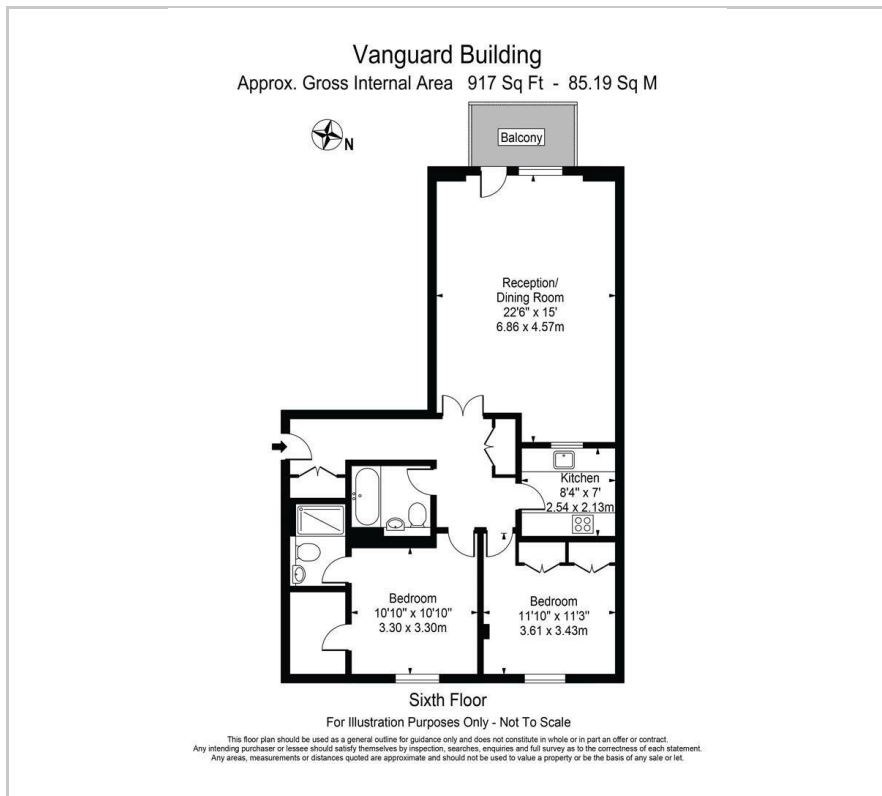 Vanguard Building
Approx. Gross Internal Area 917 Sq Ft - 85.19 Sq M
N
Balcony
Reception/
Dining Room
22'6" x 15'
6.86 x 4.57m
Kitchen
8'4" x 7'
2.54 x 2.13m
Bedroom
10'10" x 10'10"
3.30 x 3.30m
Bedroom
11'10" x 11'3"
3.61 x 3.43m
Sixth Floor
For Illustration Purposes Only - Not To Scale
This floor plan should be used as a general outline for guidance only and does not constitute in whole or in part an offer or contract.
Any intending purchaser or lessee should satisfy themselves by inspection, searches, enquiries and full survey as to the correctness of each statement.
Any areas, measurements or distances quoted are approximate and should not be used to value a property or be the basis of any sale or let.